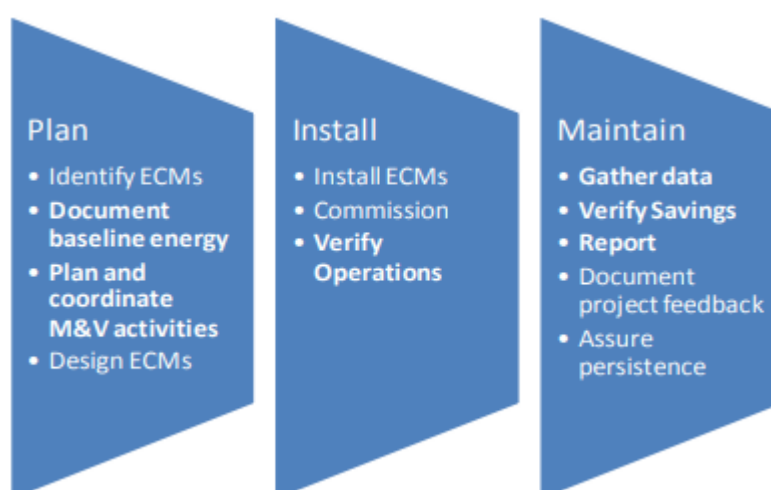 Plan
• Identify ECMs
• Document
baseline energy
• Plan and
coordinate
M&V activities
• Design ECMs
Install
• Install ECMs
• Commission
• Verify
Operations
Maintain
• Gather data
• Verify Savings
• Report
• Document
project feedback
• Assure
persistence